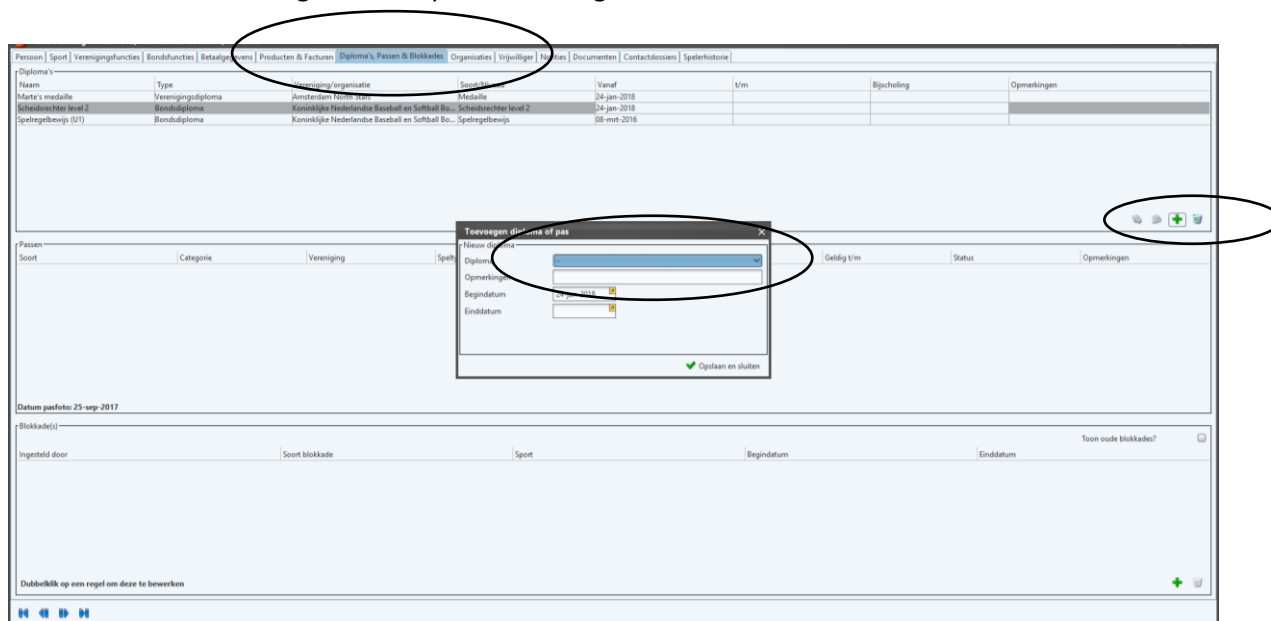 Persoon Sport Verenigingsfuncties Bondsfuncties Betaalgegevens Producten & Facturen Diploma's, Passen & Blokkades Organisaties Vrijwilliger Notities Documenten Contactdossiers Spelerhistorie
Diploma's
Naam Type Vereniging/organisatie Soort/Niveau Vanaf t/m Bijscholing Opmerkingen
Marte's medaille Verenigingsdiploma Amsterdam North Stars Medaille 24-jan-2018
Scheidsrechter level 2 Bondsdiploma Koninklijke Nederlandse Baseball en Softball Bo... Scheidsrechter level 2 24-jan-2018
Spelregelbewijs (U1) Bondsdiploma Koninklijke Nederlandse Baseball en Softball Bo... Spelregelbewijs 08-mrt-2016
Toevoegen diploma of pas
Nieuw diploma
Diploma
Opmerkingen
Begindatum 24-jan-2018
Einddatum
Opslaan en sluiten
Passen
Soort Categorie Vereniging Geldig t/m Status Opmerkingen
Datum pasfoto: 25-sep-2017
Blokkade(s)
Toon oude blokkades?
Ingesteld door Soort blokkade Sport Begindatum Einddatum
Dubbelklik op een regel om deze te bewerken